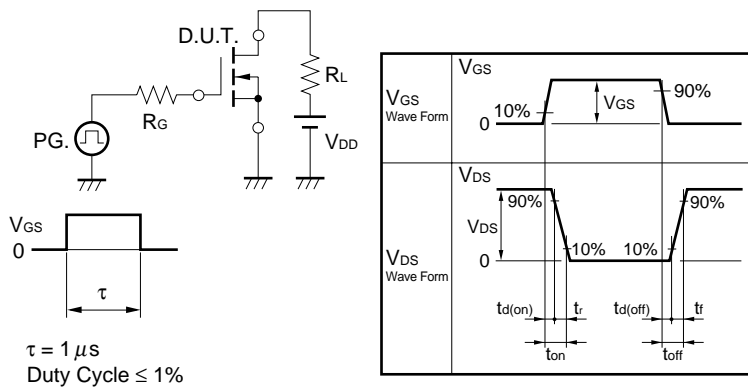 D.U.T.
RL
RG
PG.
VDD
VGS
0
τ
τ = 1 μs
Duty Cycle ≤ 1%
VGS
Wave Form
VGS
10%
VGS
90%
0
VDS
Wave Form
VDS
90%
VDS
90%
10%
10%
0
td(on)
tr
td(off)
tf
ton
toff